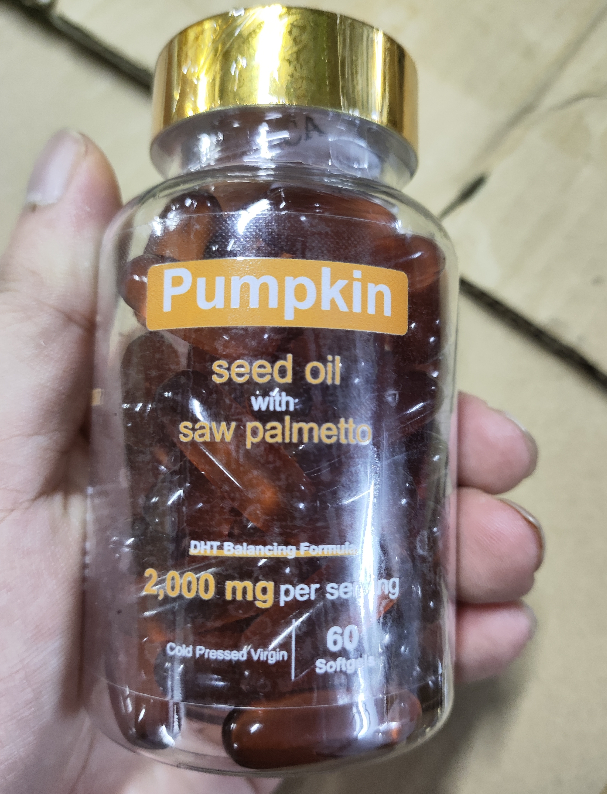 Pumpkin
seed oil
with
saw palmetto
DHT Balancing Formula
2,000 mg per serving
Cold Pressed Virgin
60
Softgels